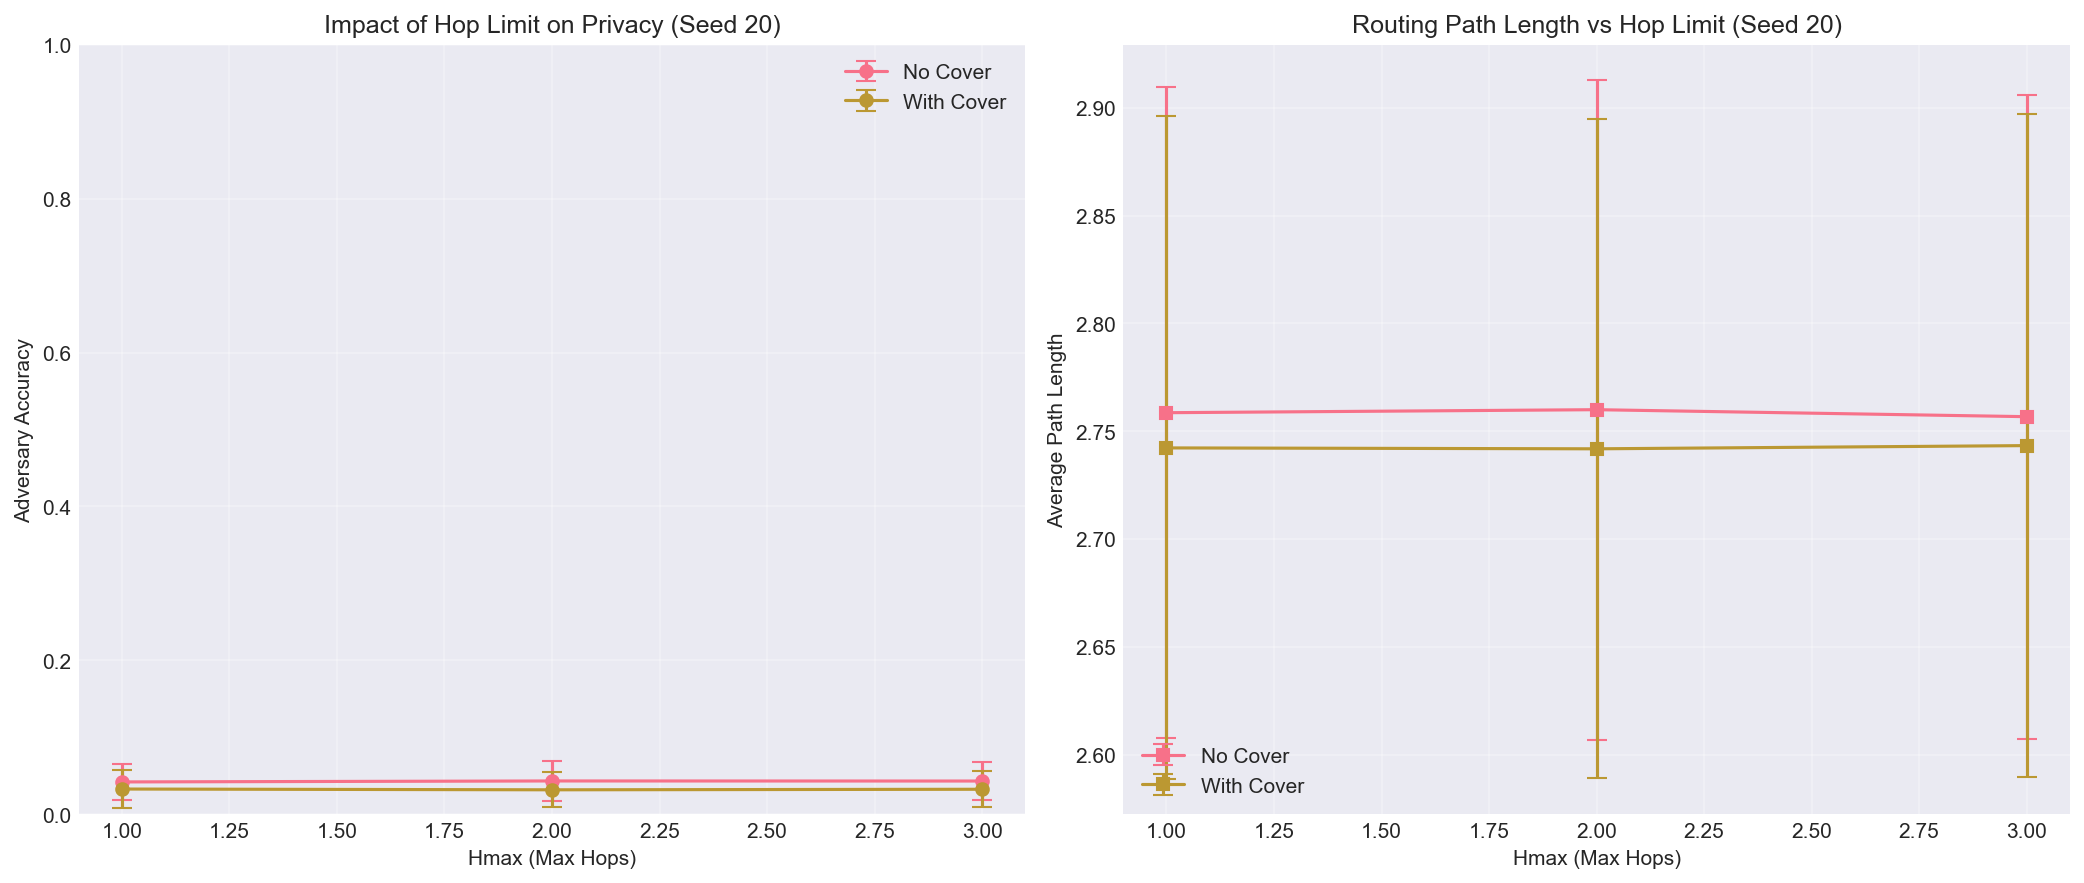 Impact of Hop Limit on Privacy (Seed 20)
1.0
0.8
0.6
0.4
0.2
0.0
Adversary Accuracy
No Cover
With Cover
1.00 1.25 1.50 1.75 2.00 2.25 2.50 2.75 3.00
Hmax (Max Hops)
Routing Path Length vs Hop Limit (Seed 20)
2.90
2.85
2.80
2.75
2.70
2.65
2.60
Average Path Length
No Cover
With Cover
1.00 1.25 1.50 1.75 2.00 2.25 2.50 2.75 3.00
Hmax (Max Hops)